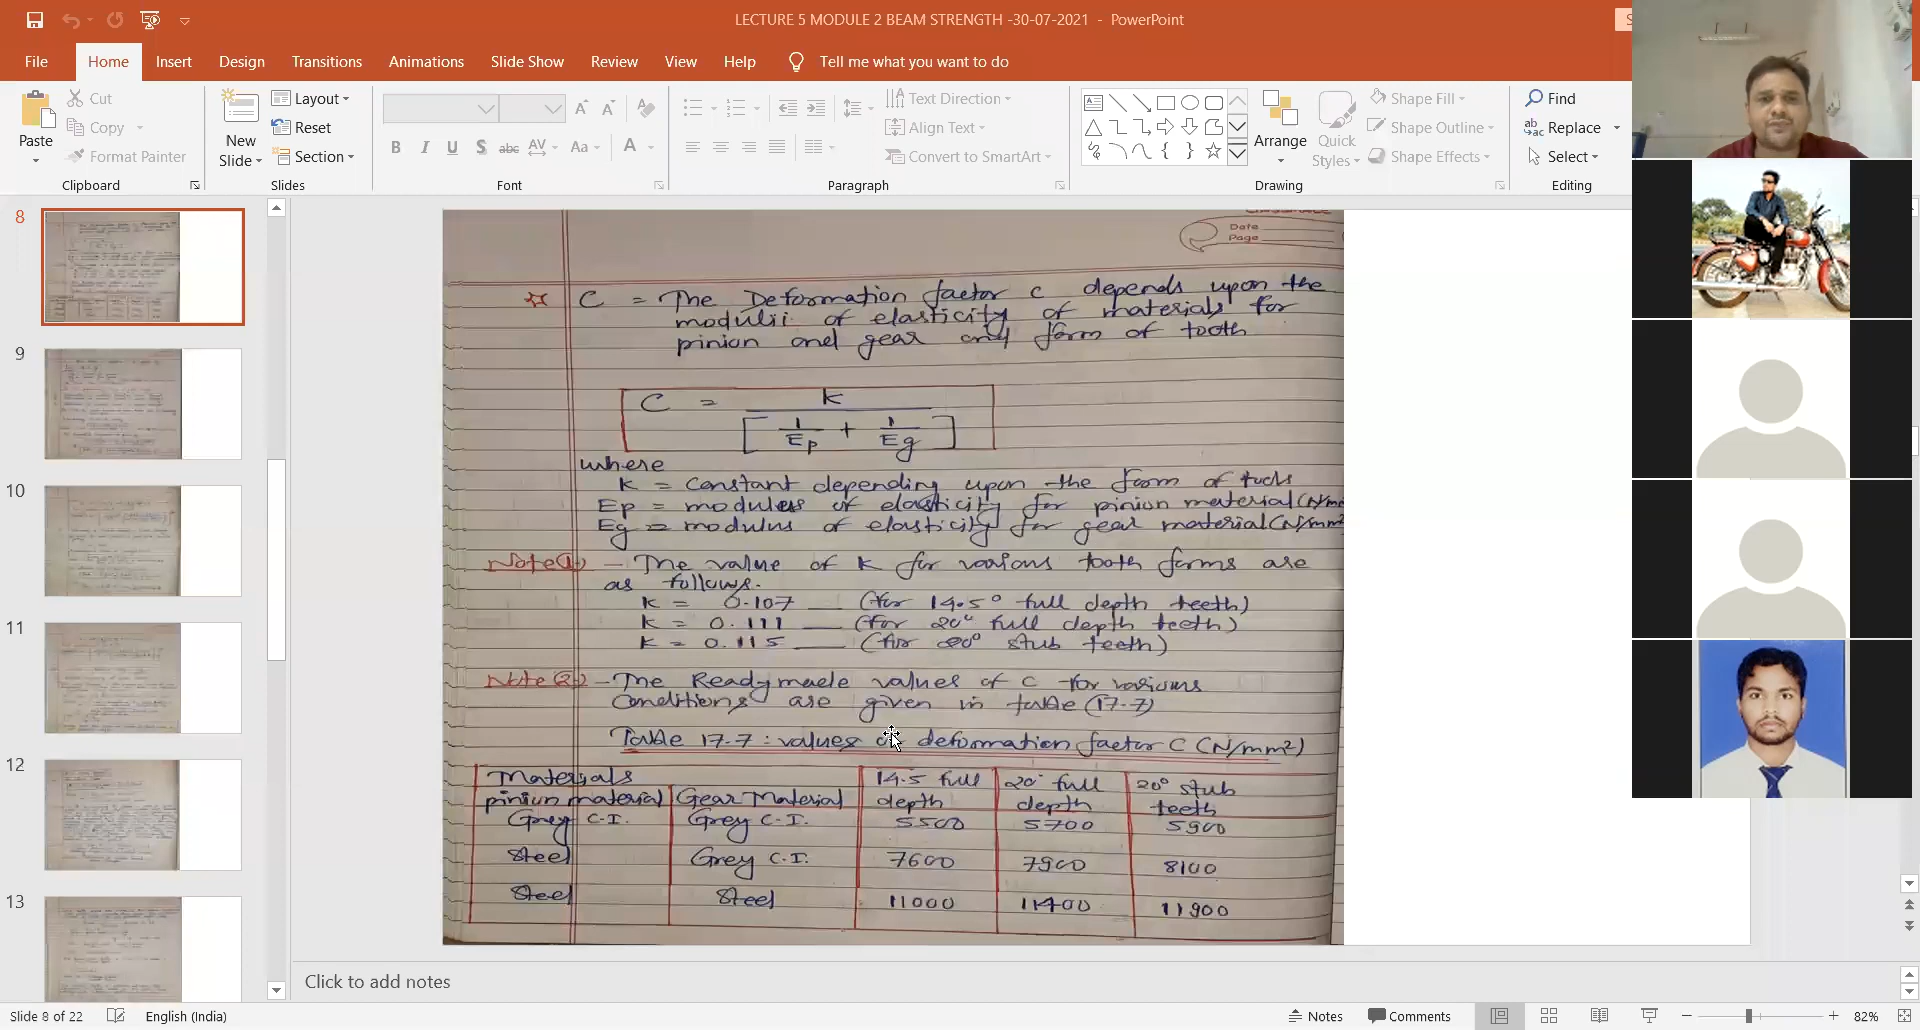 LECTURE 5 MODULE 2 BEAM STRENGTH -30-07-2021 - PowerPoint
File Home Insert Design Transitions Animations Slide Show Review View Help Tell me what you want to do
Paste
Cut
Copy
Format Painter
Clipboard
New Slide
Layout
Reset
Section
Slides
Font
Text Direction
Align Text
Convert to SmartArt
Paragraph
Arrange
Quick Styles
Shape Fill
Shape Outline
Shape Effects
Drawing
Find
Replace
Select
Editing
8
9
10
11
12
13
Date
Page
C = The Deformation factor c depends upon the
modulii of elasticity of materials for
pinion and gear and form of tooth
C = k / [1/Ep + 1/Eg]
where
K = Constant depending upon the form of
Ep = modulus of elasticity for pinion material (N/mm
Eg = modulus of elasticity for gear material (N/mm²
Note (1) - The value of K for various tooth forms are
as follows.
K = 0.107 __ (for 14.5° full depth teeth)
K = 0.111 __ (for 20° full depth teeth)
K = 0.115 __ (for 20° stub teeth)
Note (2) - The Readymade values of C for various
Conditions are given in table (17.7)
Table 17.7 : values of deformation factor C (N/mm²)
Materials 14.5 full 20° full 20° stub
pinion material Gear Material depth depth teeth
Grey C.I. Grey C.I. 5500 5700 5900
Steel Grey C.I. 7600 7900 8100
Steel Steel 11000 11400 11900
Click to add notes
Slide 8 of 22 English (India) Notes Comments 82%